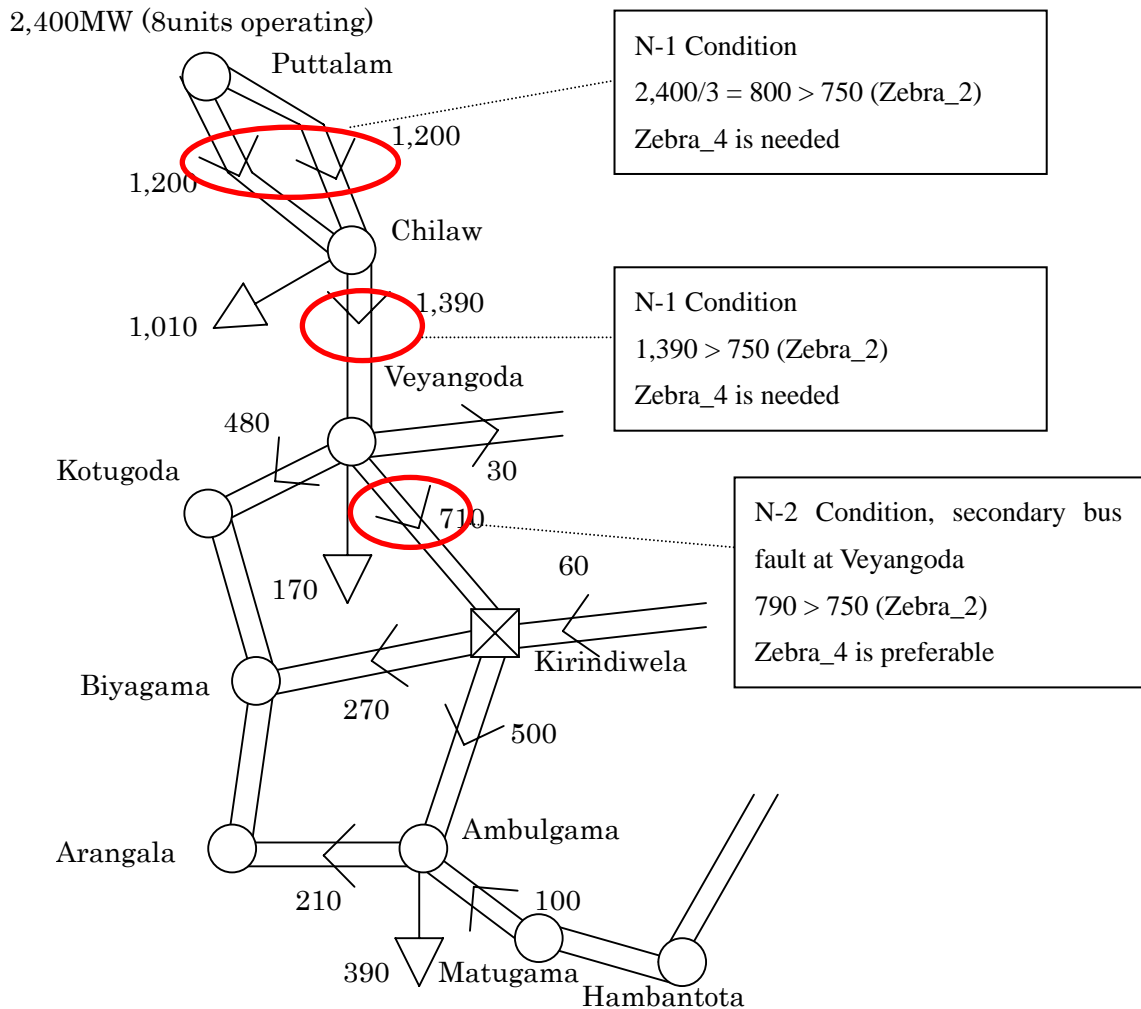 2,400MW (8units operating)
Puttalam
N-1 Condition
2,400/3 = 800 > 750 (Zebra_2)
Zebra_4 is needed
1,200
1,200
Chilaw
1,010
1,390
N-1 Condition
1,390 > 750 (Zebra_2)
Zebra_4 is needed
Veyangoda
480
30
Kotugoda
710
N-2 Condition, secondary bus
fault at Veyangoda
790 > 750 (Zebra_2)
Zebra_4 is preferable
170
60
Kirindiwela
Biyagama
270
500
Ambulgama
Arangala
210
100
390
Matugama
Hambantota